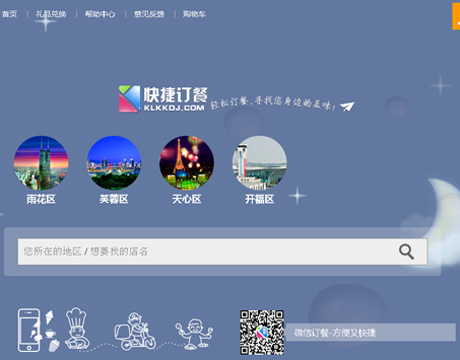 首页 | 礼品兑换 | 帮助中心 | 意见反馈 | 购物车
快捷订餐
KLKKDJ.COM
轻松订餐,寻找您身边的美味!
雨花区 芙蓉区 天心区 开福区
您所在的地区 / 想要找的店名
微信订餐-方便又快捷